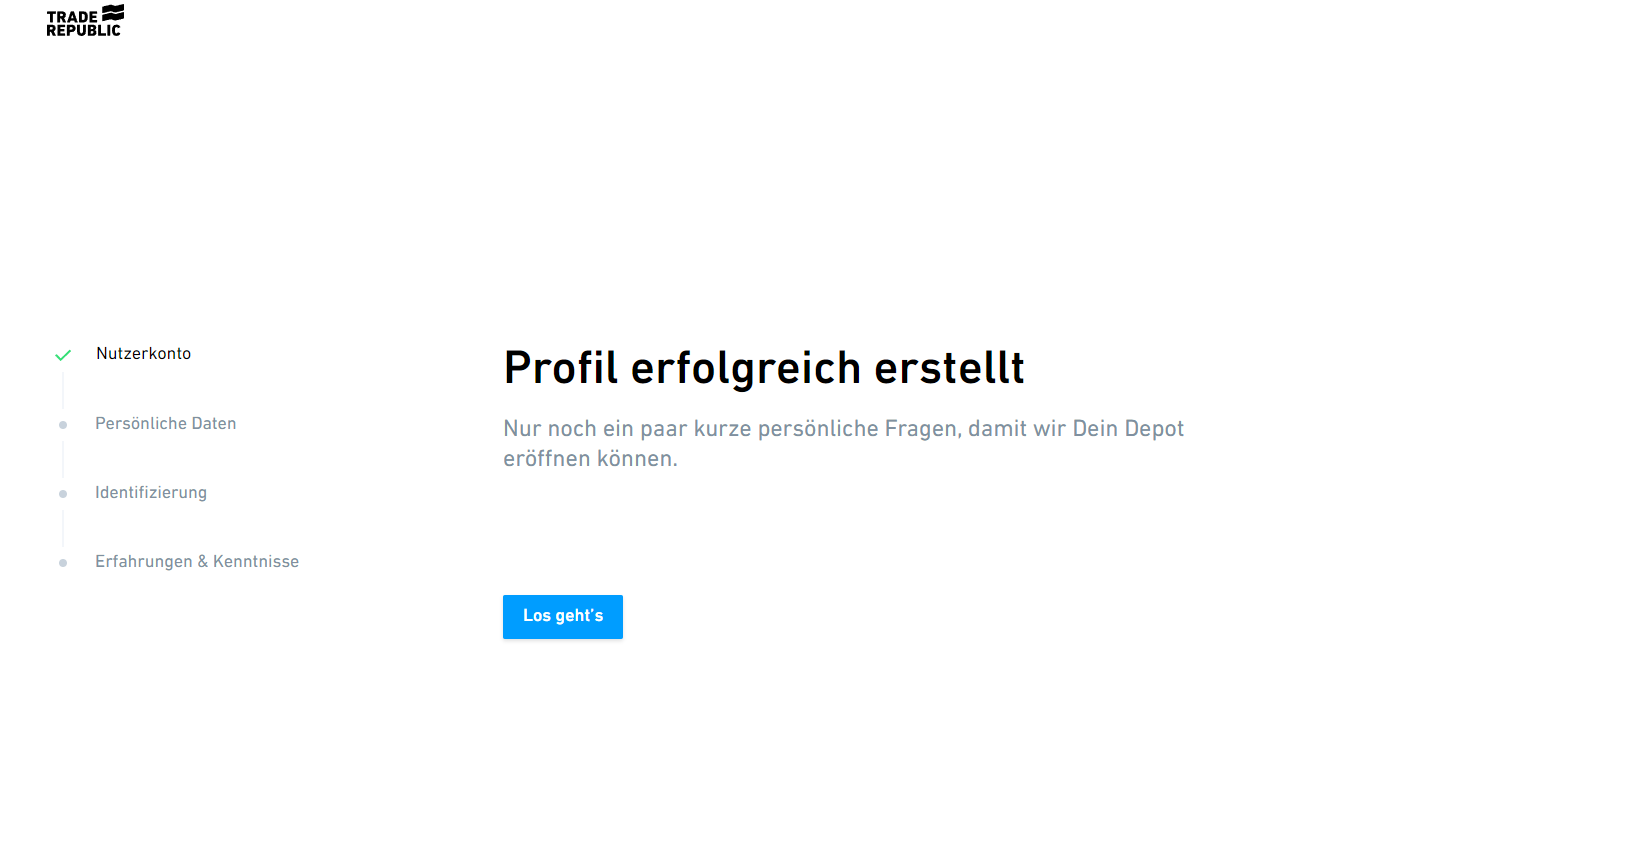 TRADE
REPUBLIC
Nutzerkonto
Persönliche Daten
Identifizierung
Erfahrungen & Kenntnisse
Profil erfolgreich erstellt
Nur noch ein paar kurze persönliche Fragen, damit wir Dein Depot
eröffnen können.
Los geht's